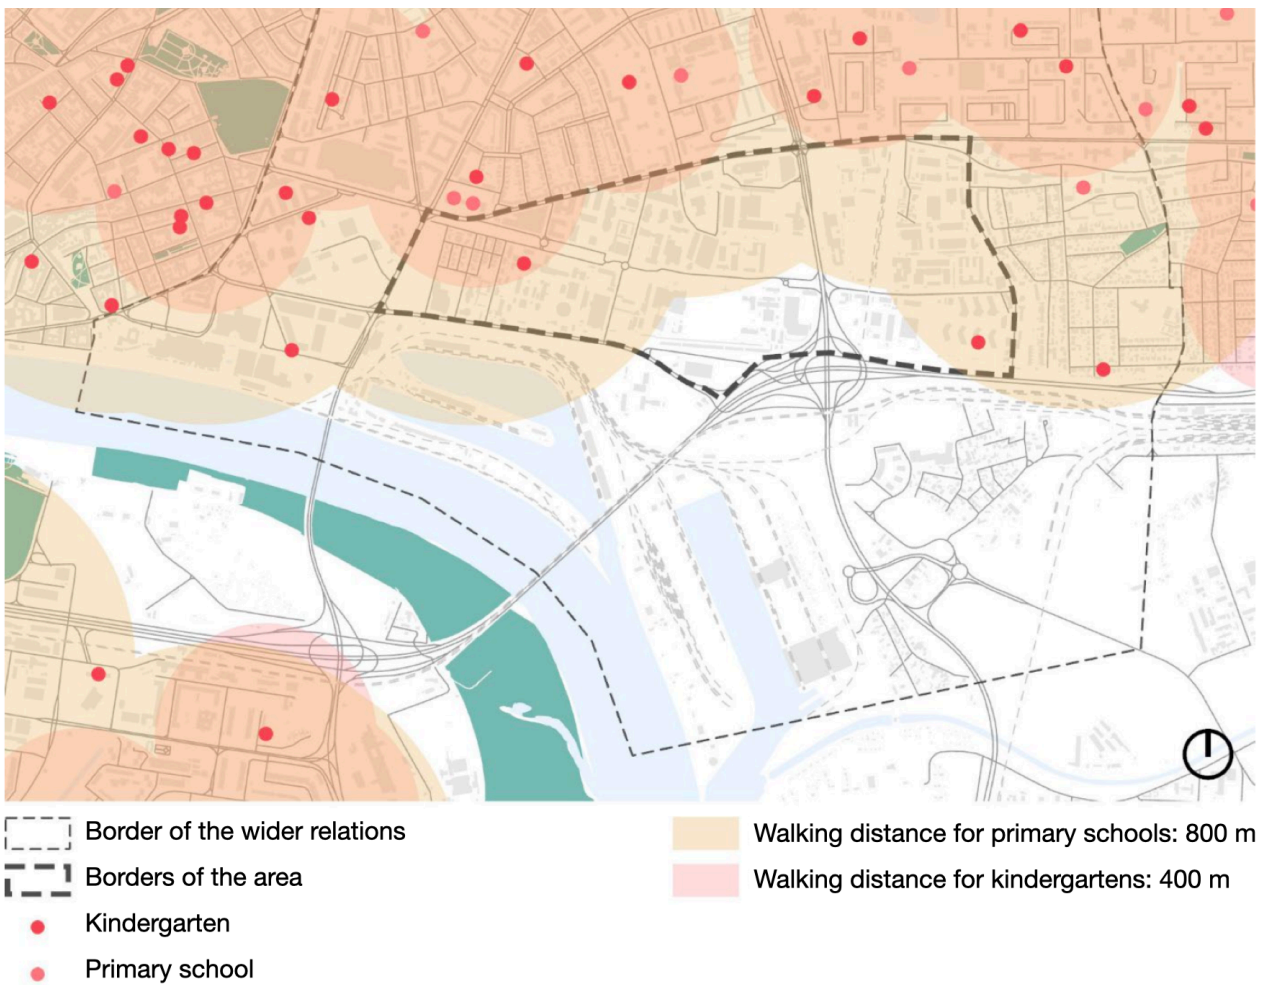 Border of the wider relations
Borders of the area
Kindergarten
Primary school
Walking distance for primary schools: 800 m
Walking distance for kindergartens: 400 m